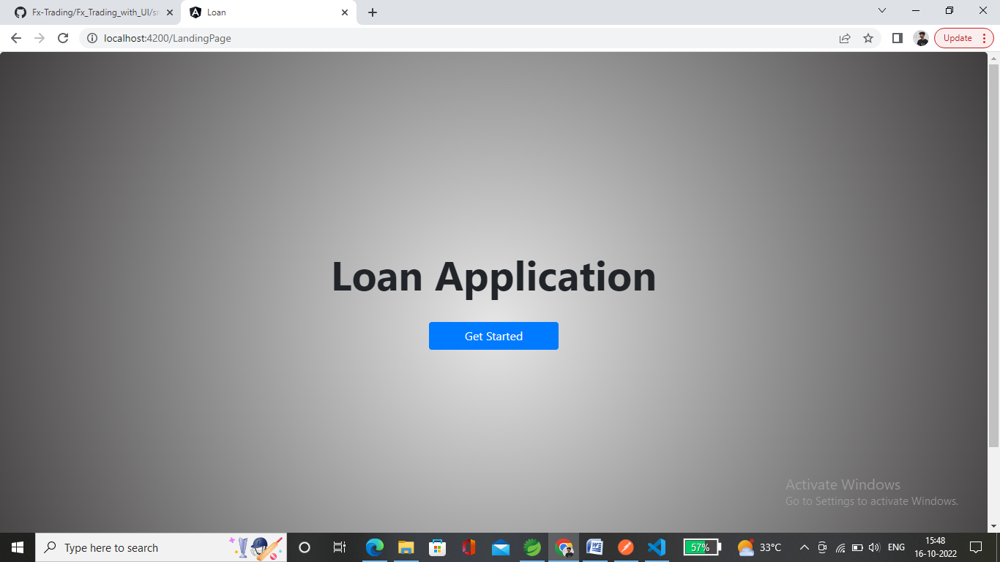 Fx-Trading/Fx_Trading_with_UI/sr
Loan
localhost:4200/LandingPage
Update
Loan Application
Get Started
Activate Windows
Go to Settings to activate Windows.
Type here to search
57%
33°C
ENG
15:48
16-10-2022